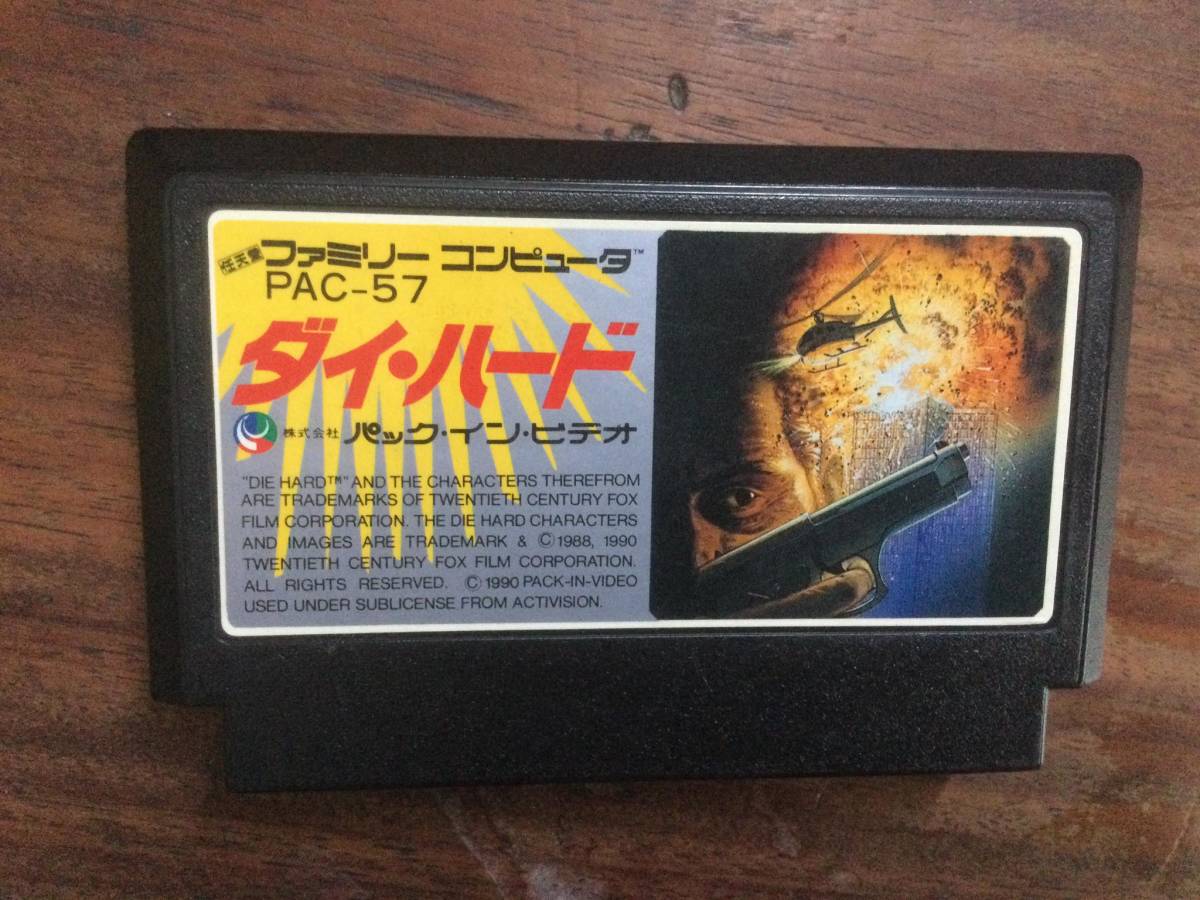 任天堂 ファミリー コンピュータ™
PAC-57
ダイ・ハード
株式会社 パック・イン・ビデオ
"DIE HARD™" AND THE CHARACTERS THEREFROM
ARE TRADEMARKS OF TWENTIETH CENTURY FOX
FILM CORPORATION. THE DIE HARD CHARACTERS
AND IMAGES ARE TRADEMARK & ©1988, 1990
TWENTIETH CENTURY FOX FILM CORPORATION.
ALL RIGHTS RESERVED. ©1990 PACK-IN-VIDEO
USED UNDER SUBLICENSE FROM ACTIVISION.